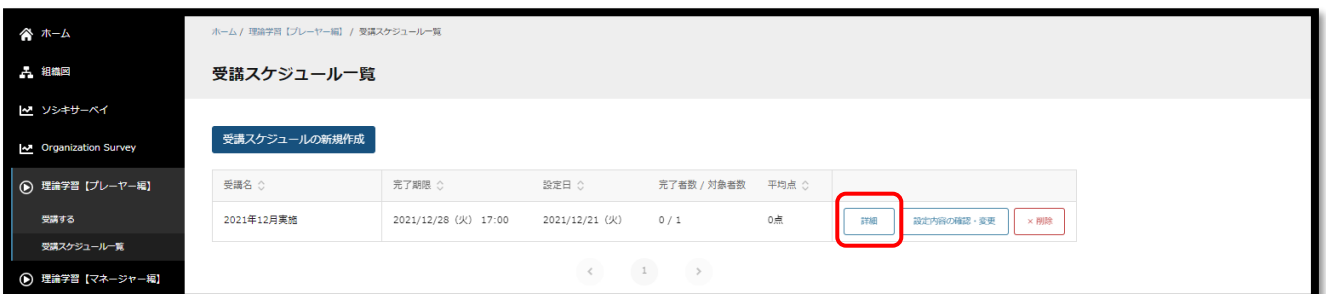 ホーム
組織図
ソシキサーベイ
Organization Survey
理論学習【プレーヤー編】
受講する
受講スケジュール一覧
理論学習【マネージャー編】
ホーム / 理論学習【プレーヤー編】 / 受講スケジュール一覧
受講スケジュール一覧
受講スケジュールの新規作成
受講名 完了期限 設定日 完了者数 / 対象者数 平均点
2021年12月実施 2021/12/28（火） 17:00 2021/12/21（火） 0 / 1 0点 詳細 設定内容の確認・変更 × 削除
< 1 >